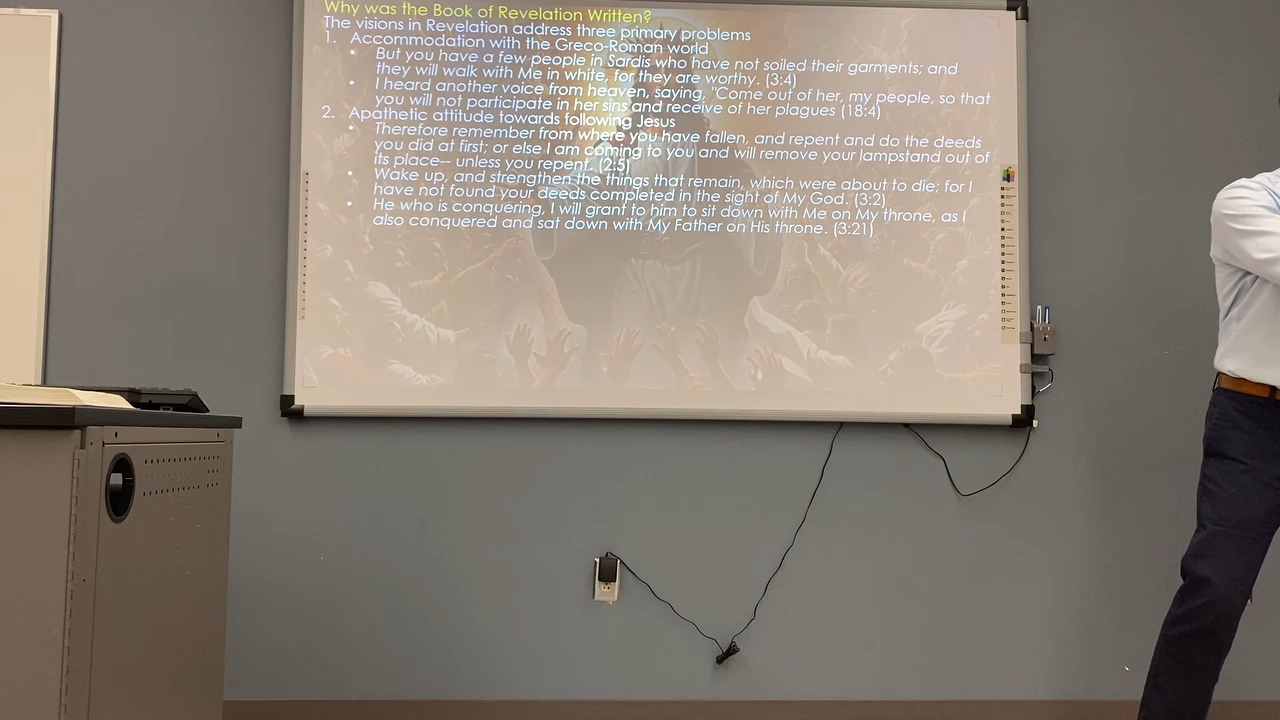 Why was the Book of Revelation Written?
The visions in Revelation address three primary problems
1. Accommodation with the Greco-Roman world
• But you have a few people in Sardis who have not soiled their garments; and
they will walk with Me in white, for they are worthy. (3:4)
• I heard another voice from heaven, saying, "Come out of her, my people, so that
you will not participate in her sins and receive of her plagues (18:4)
2. Apathetic attitude towards following Jesus
• Therefore remember from where you have fallen, and repent and do the deeds
you did at first; or else I am coming to you and will remove your lampstand out of
its place-- unless you repent. (2:5)
• Wake up, and strengthen the things that remain, which were about to die; for I
have not found your deeds completed in the sight of My God. (3:2)
• He who is conquering, I will grant to him to sit down with Me on My throne, as I
also conquered and sat down with My Father on His throne. (3:21)